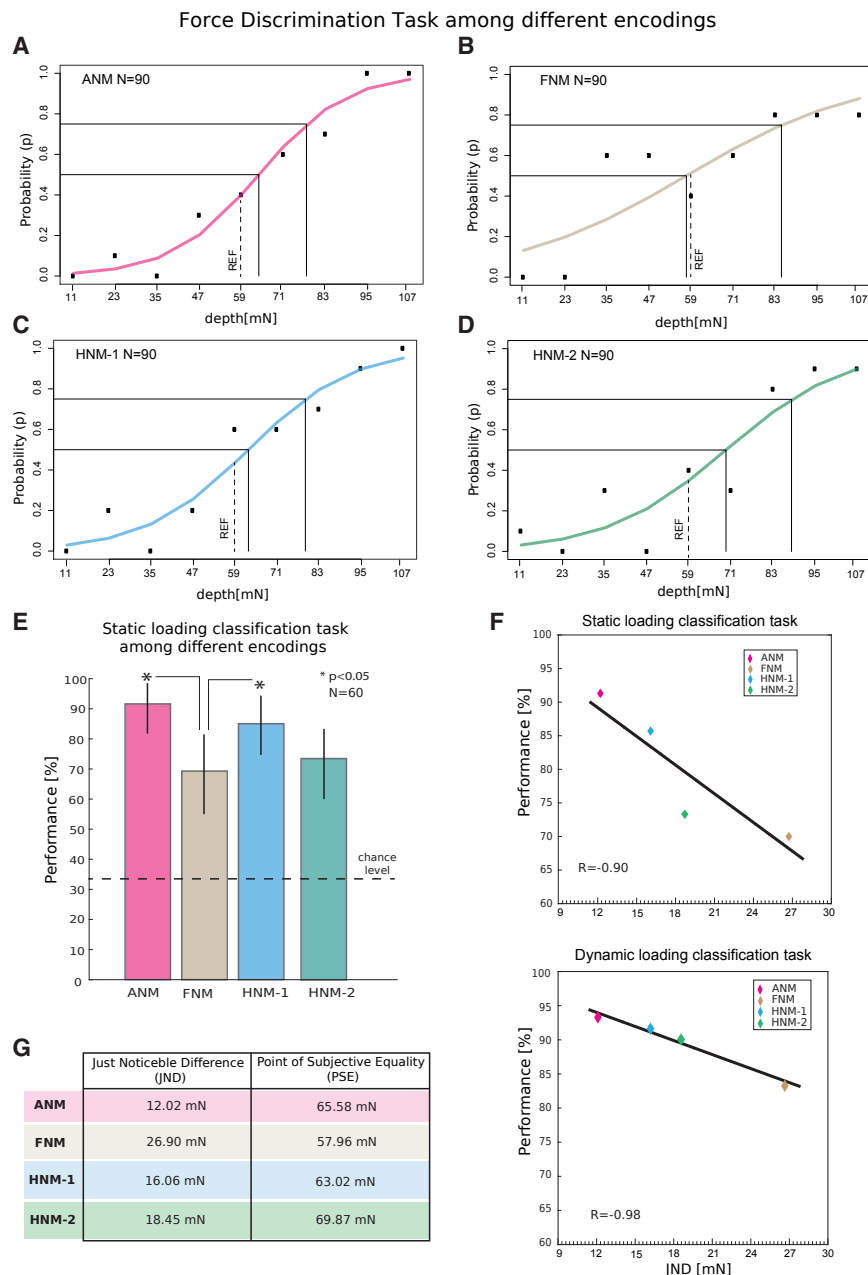 Force Discrimination Task among different encodings
A
ANM N=90
Probability (p)
1.0
0.8
0.6
0.4
0.2
0.0
REF
11 23 35 47 59 71 83 95 107
depth[mN]
B
FNM N=90
Probability (p)
1.0
0.8
0.6
0.4
0.2
0.0
REF
11 23 35 47 59 71 83 95 107
depth[mN]
C
HNM-1 N=90
Probability (p)
1.0
0.8
0.6
0.4
0.2
0.0
REF
11 23 35 47 59 71 83 95 107
depth[mN]
D
HNM-2 N=90
Probability (p)
1.0
0.8
0.6
0.4
0.2
0.0
REF
11 23 35 47 59 71 83 95 107
depth[mN]
E
Static loading classification task
among different encodings
* p<0.05
N=60
* *
Performance [%]
100
90
80
70
60
50
40
30
20
10
0
chance
level
ANM FNM HNM-1 HNM-2
F
Static loading classification task
Performance [%]
100
95
90
85
80
75
70
65
60
ANM
FNM
HNM-1
HNM-2
R=-0.90
9 12 15 18 21 24 27 30
Dynamic loading classification task
Performance [%]
100
95
90
85
80
75
70
65
60
ANM
FNM
HNM-1
HNM-2
R=-0.98
9 12 15 18 21 24 27 30
JND [mN]
G
Just Noticeble Difference
(JND)
Point of Subjective Equality
(PSE)
ANM 12.02 mN 65.58 mN
FNM 26.90 mN 57.96 mN
HNM-1 16.06 mN 63.02 mN
HNM-2 18.45 mN 69.87 mN